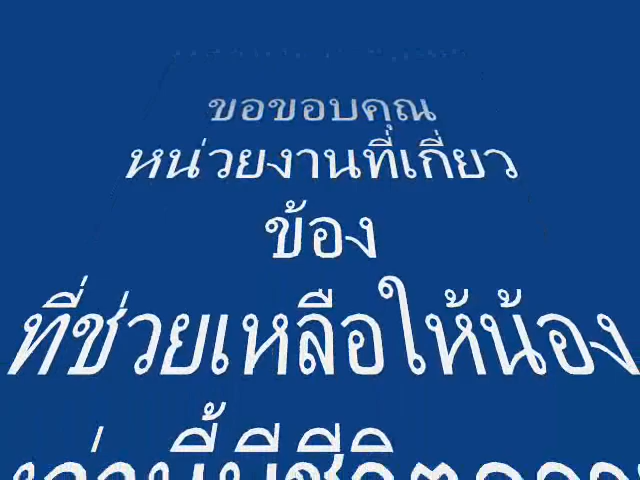 ขอขอบคุณ
หน่วยงานที่เกี่ยว
ข้อง
ที่ช่วยเหลือให้น้อง